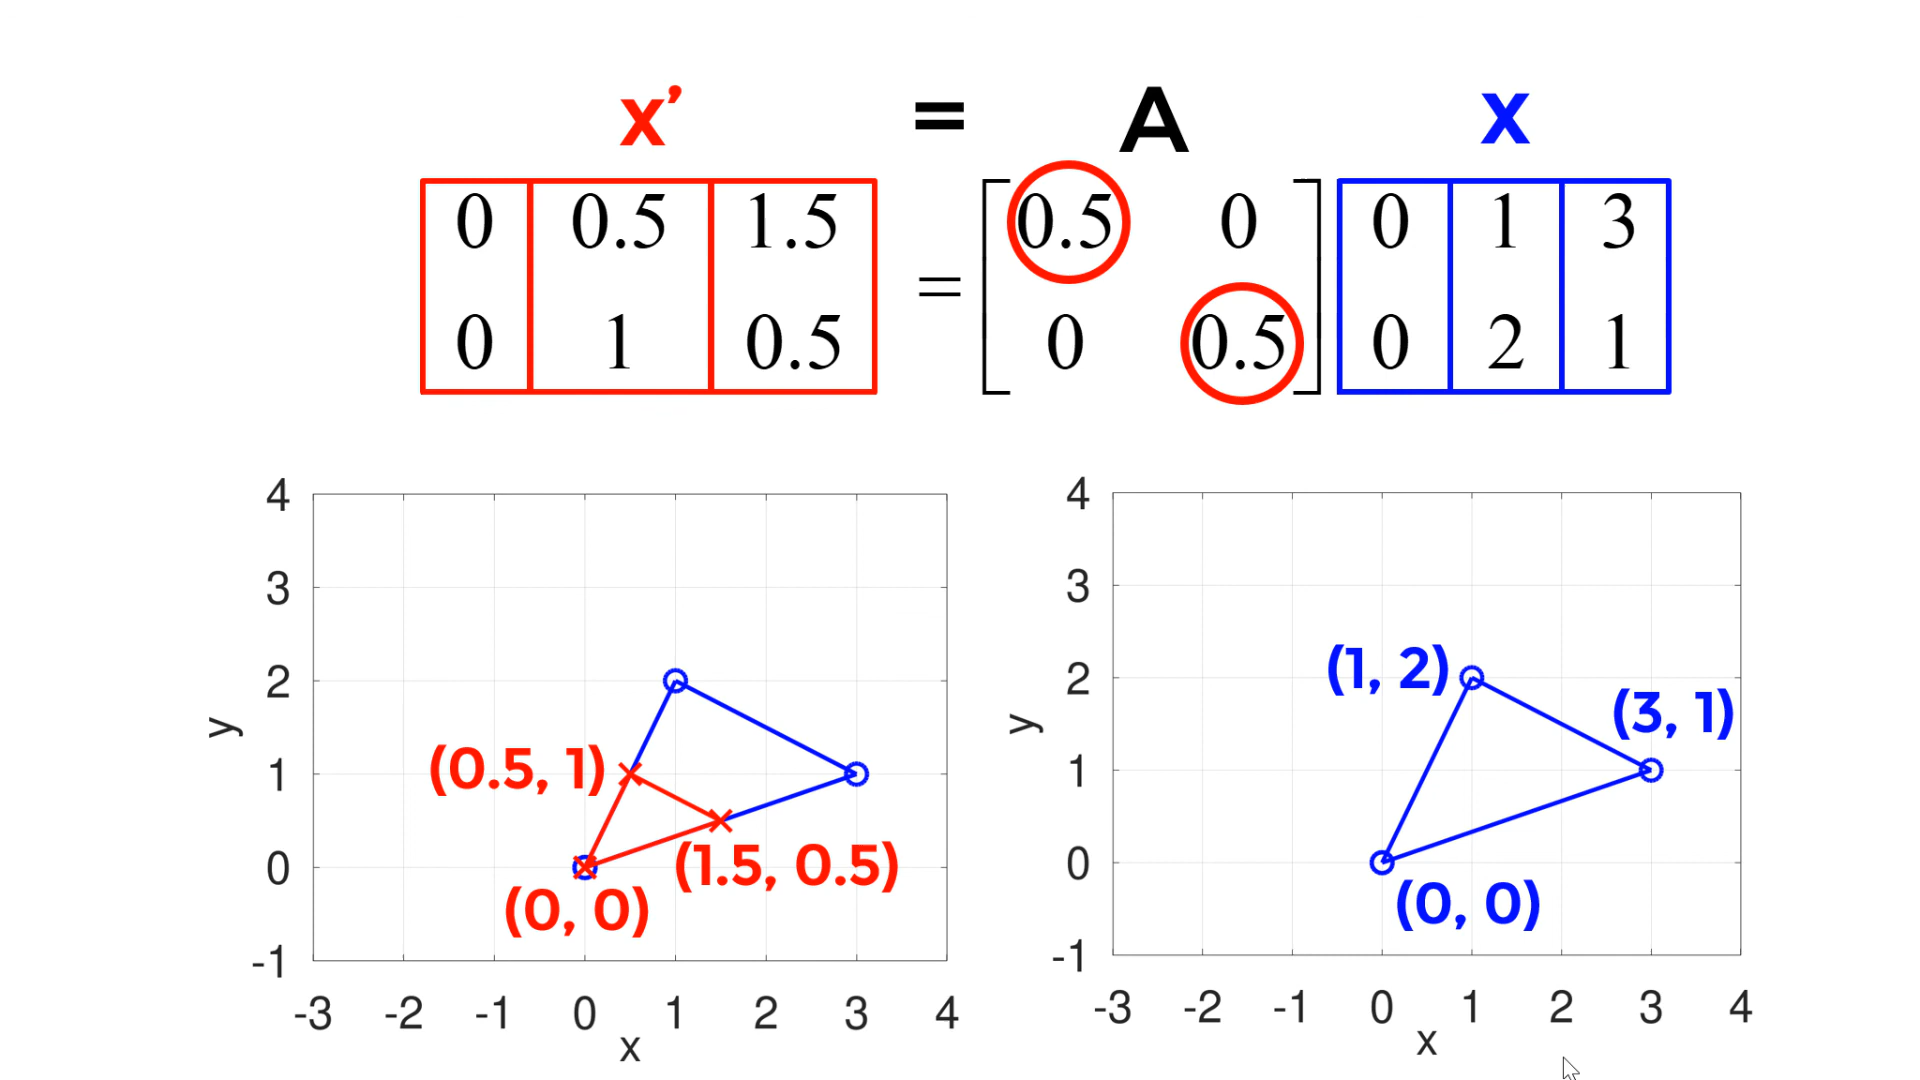 x’ = A x
0 0.5 1.5 = [ 0.5 0 ] 0 1 3
0 1 0.5 [ 0 0.5 ] 0 2 1
4
3
2
1
0
-1
y
(0.5, 1)
(1.5, 0.5)
(0, 0)
-3 -2 -1 0 1 2 3 4
x
4
3
2
1
0
-1
y
(1, 2)
(3, 1)
(0, 0)
-3 -2 -1 0 1 2 3 4
x